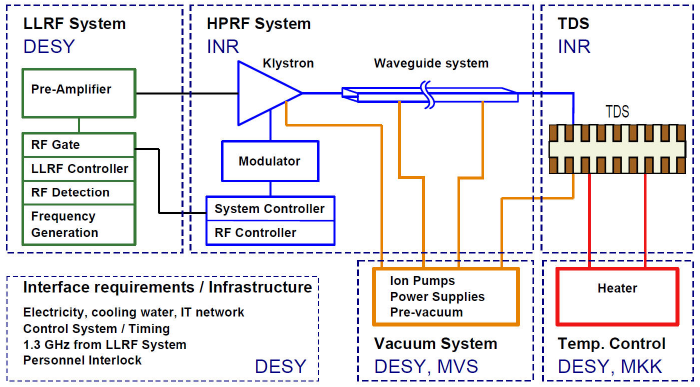 LLRF System
DESY
Pre-Amplifier
RF Gate
LLRF Controller
RF Detection
Frequency
Generation
HPRF System
INR
Klystron
Waveguide system
Modulator
System Controller
RF Controller
TDS
INR
TDS
Interface requirements / Infrastructure
Electricity, cooling water, IT network
Control System / Timing
1.3 GHz from LLRF System
Personnel Interlock
DESY
Ion Pumps
Power Supplies
Pre-vacuum
Vacuum System
DESY, MVS
Heater
Temp. Control
DESY, MKK